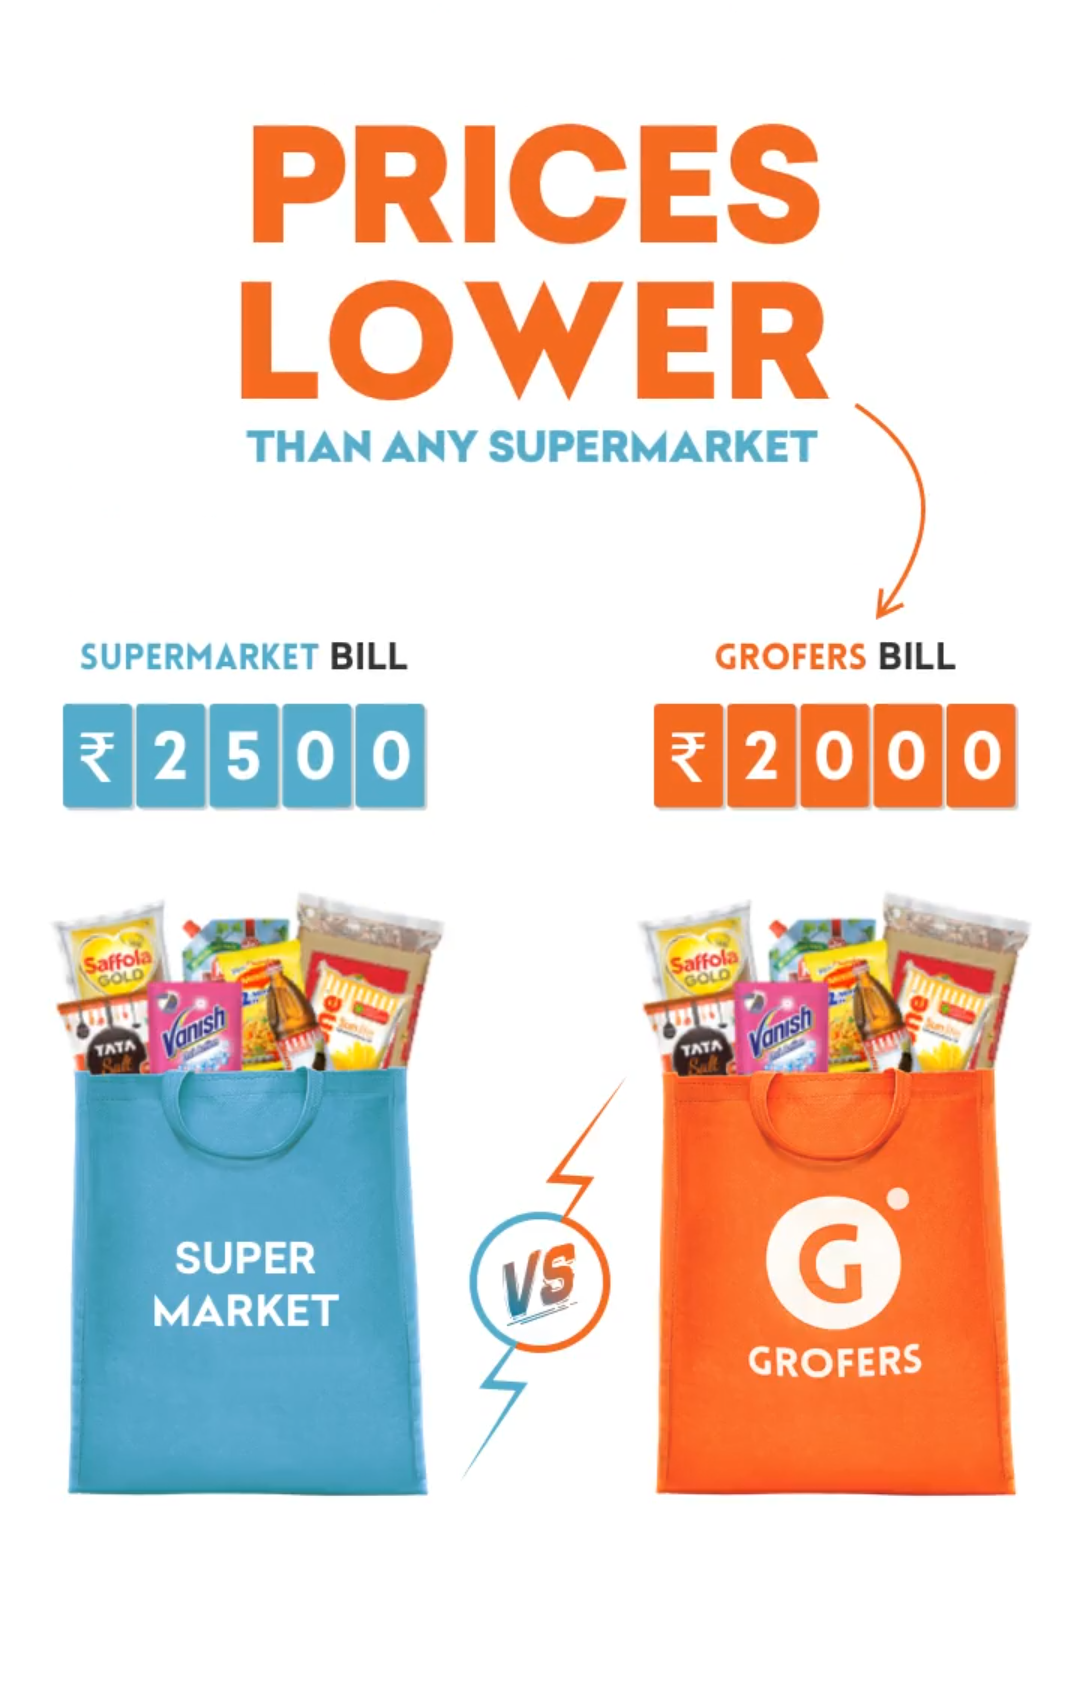 PRICES
LOWER
THAN ANY SUPERMARKET
SUPERMARKET BILL
GROFERS BILL
₹2500
₹2000
Saffola
GOLD
TATA
Salt
Vanish
Saffola
GOLD
TATA
Salt
Vanish
SUPER
MARKET
VS
G
GROFERS